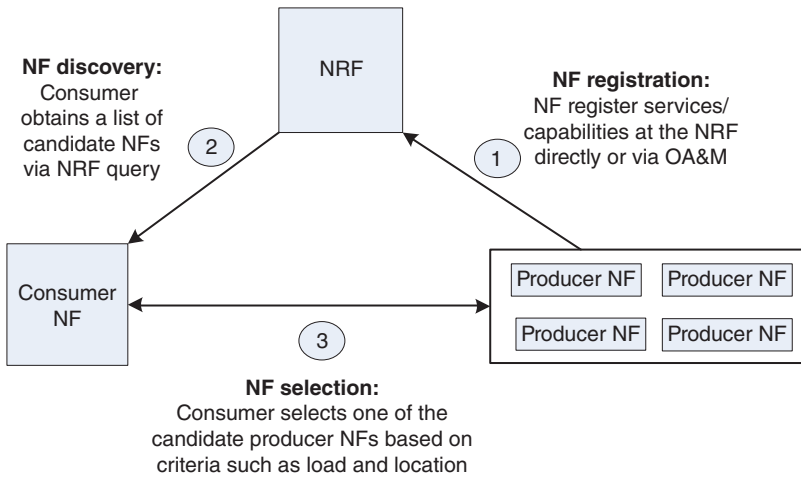 NRF
NF discovery:
Consumer
obtains a list of
candidate NFs
via NRF query
2
NF registration:
NF register services/
capabilities at the NRF
directly or via OA&M
1
Consumer
NF
Producer NF
Producer NF
Producer NF
Producer NF
3
NF selection:
Consumer selects one of the
candidate producer NFs based on
criteria such as load and location